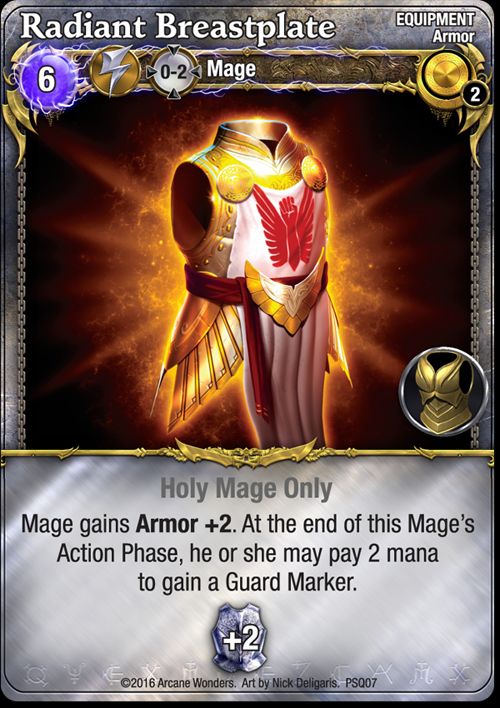 Radiant Breastplate
EQUIPMENT
Armor
6
0-2
Mage
2
Holy Mage Only
Mage gains Armor +2. At the end of this Mage's
Action Phase, he or she may pay 2 mana
to gain a Guard Marker.
+2
©2016 Arcane Wonders. Art by Nick Deligaris. PSQ07